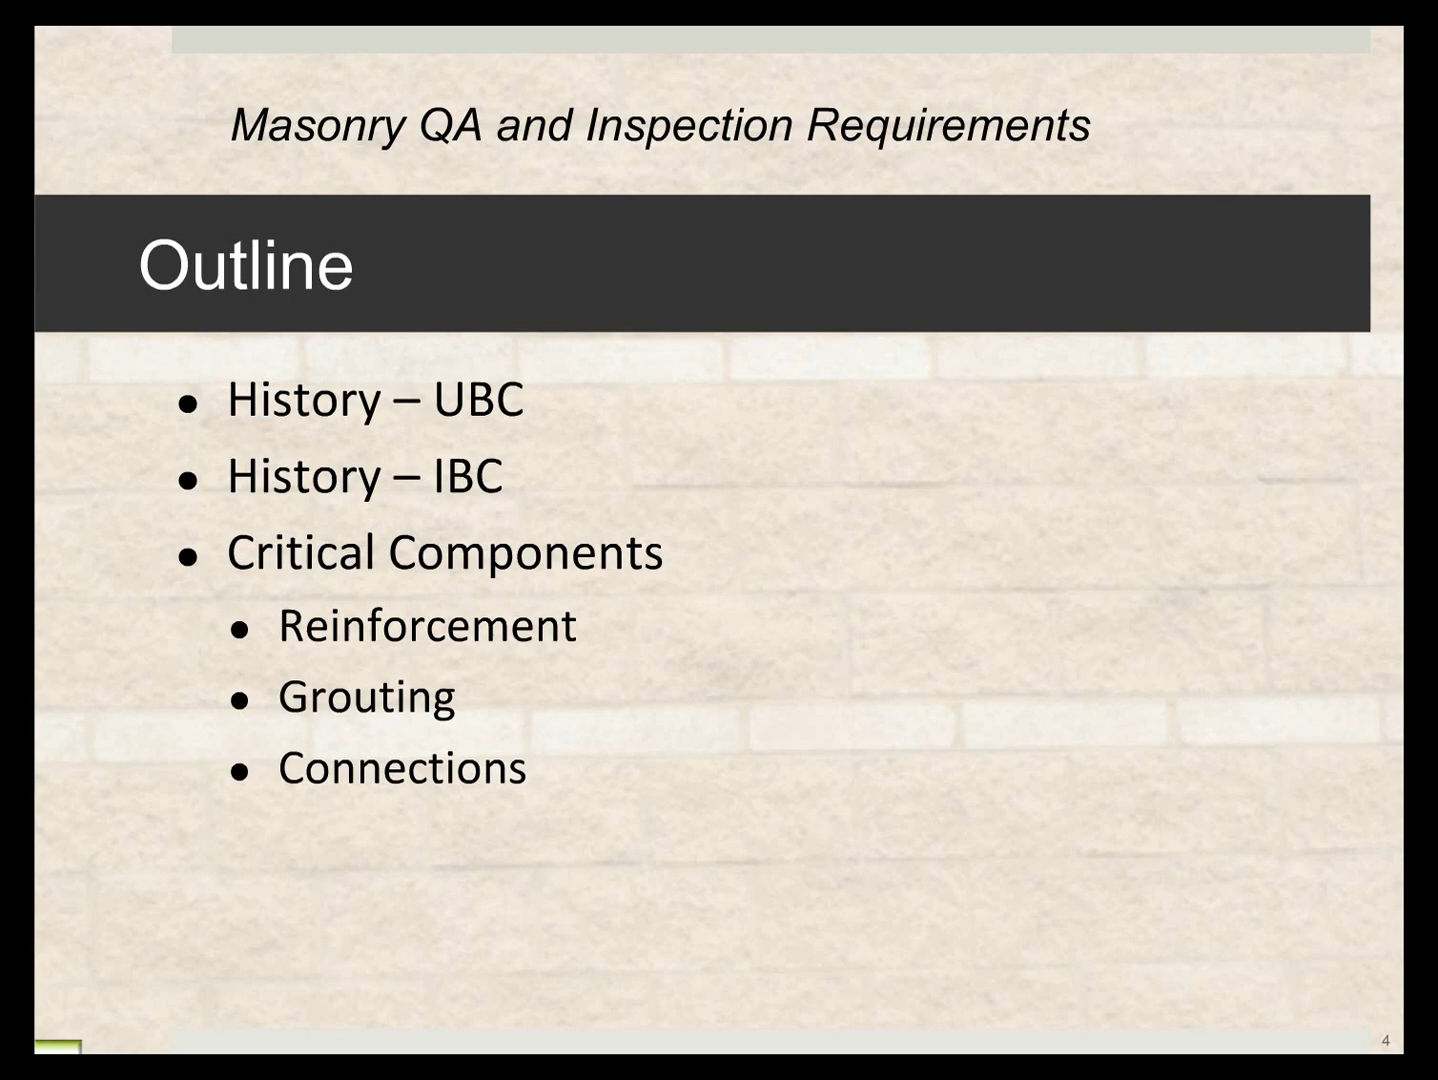 Masonry QA and Inspection Requirements
Outline
● History – UBC
● History – IBC
● Critical Components
● Reinforcement
● Grouting
● Connections
4